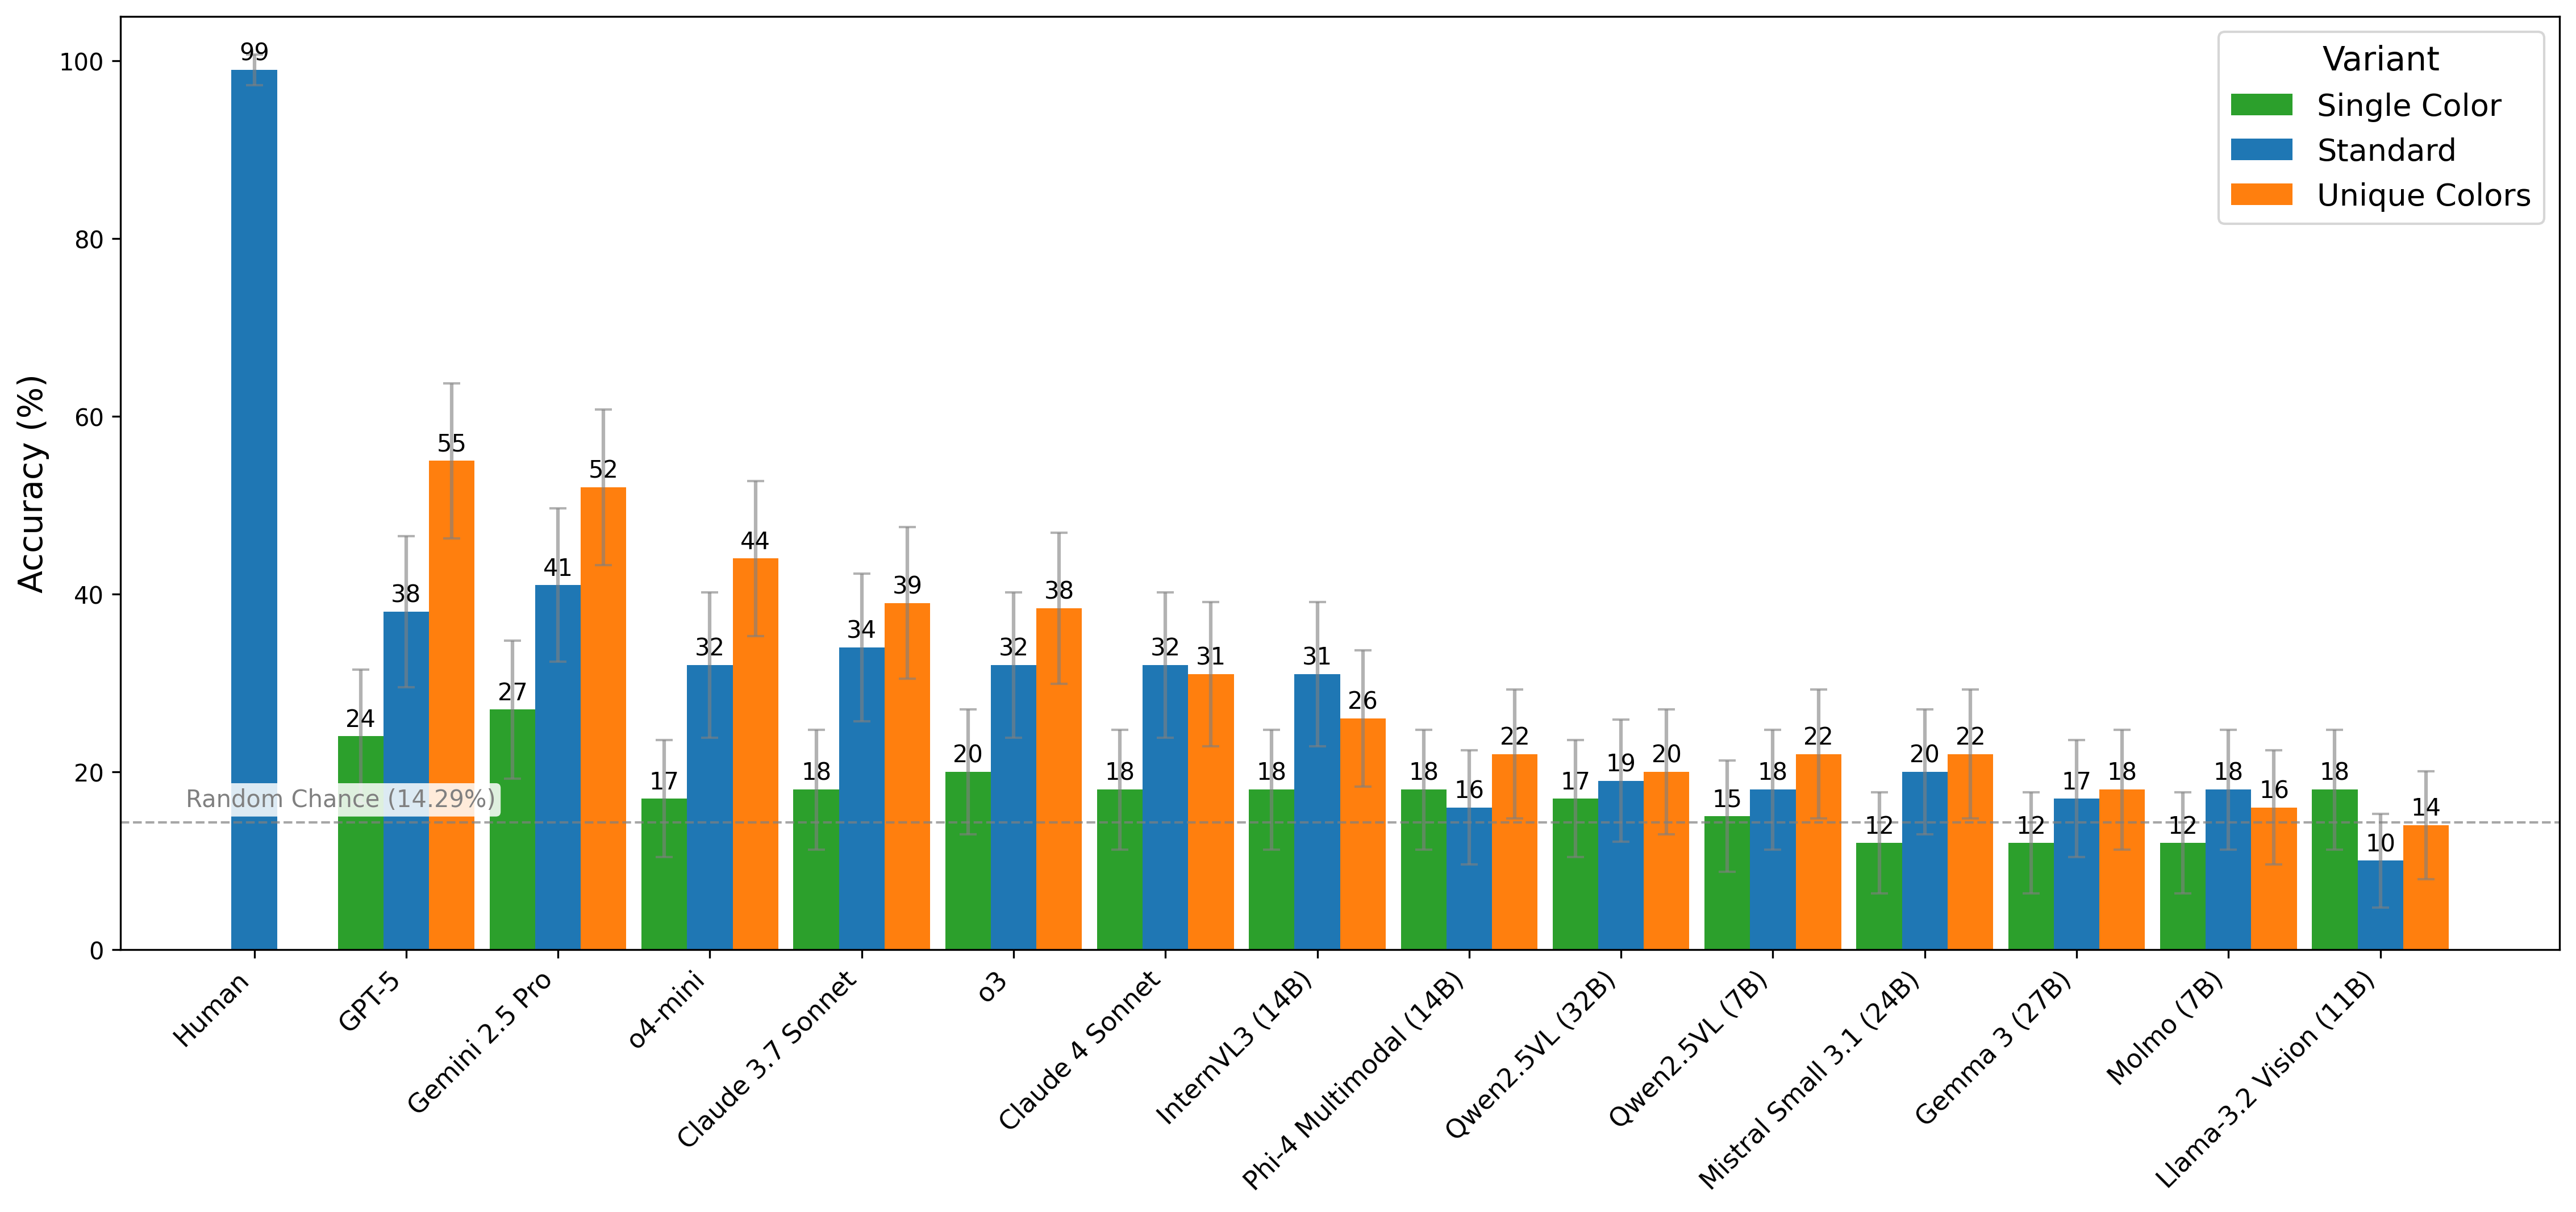 Accuracy (%)
100
80
60
40
20
0
Variant
Single Color
Standard
Unique Colors
Random Chance (14.29%)
99
24
38
55
27
41
52
17
32
44
18
34
39
20
32
38
18
32
31
18
31
26
18
16
22
17
19
20
15
18
22
12
20
22
12
17
18
12
18
16
18
10
14
Human
GPT-5
Gemini 2.5 Pro
o4-mini
Claude 3.7 Sonnet
o3
Claude 4 Sonnet
InternVL3 (14B)
Phi-4 Multimodal (14B)
Qwen2.5VL (32B)
Qwen2.5VL (7B)
Mistral Small 3.1 (24B)
Gemma 3 (27B)
Molmo (7B)
Llama-3.2 Vision (11B)